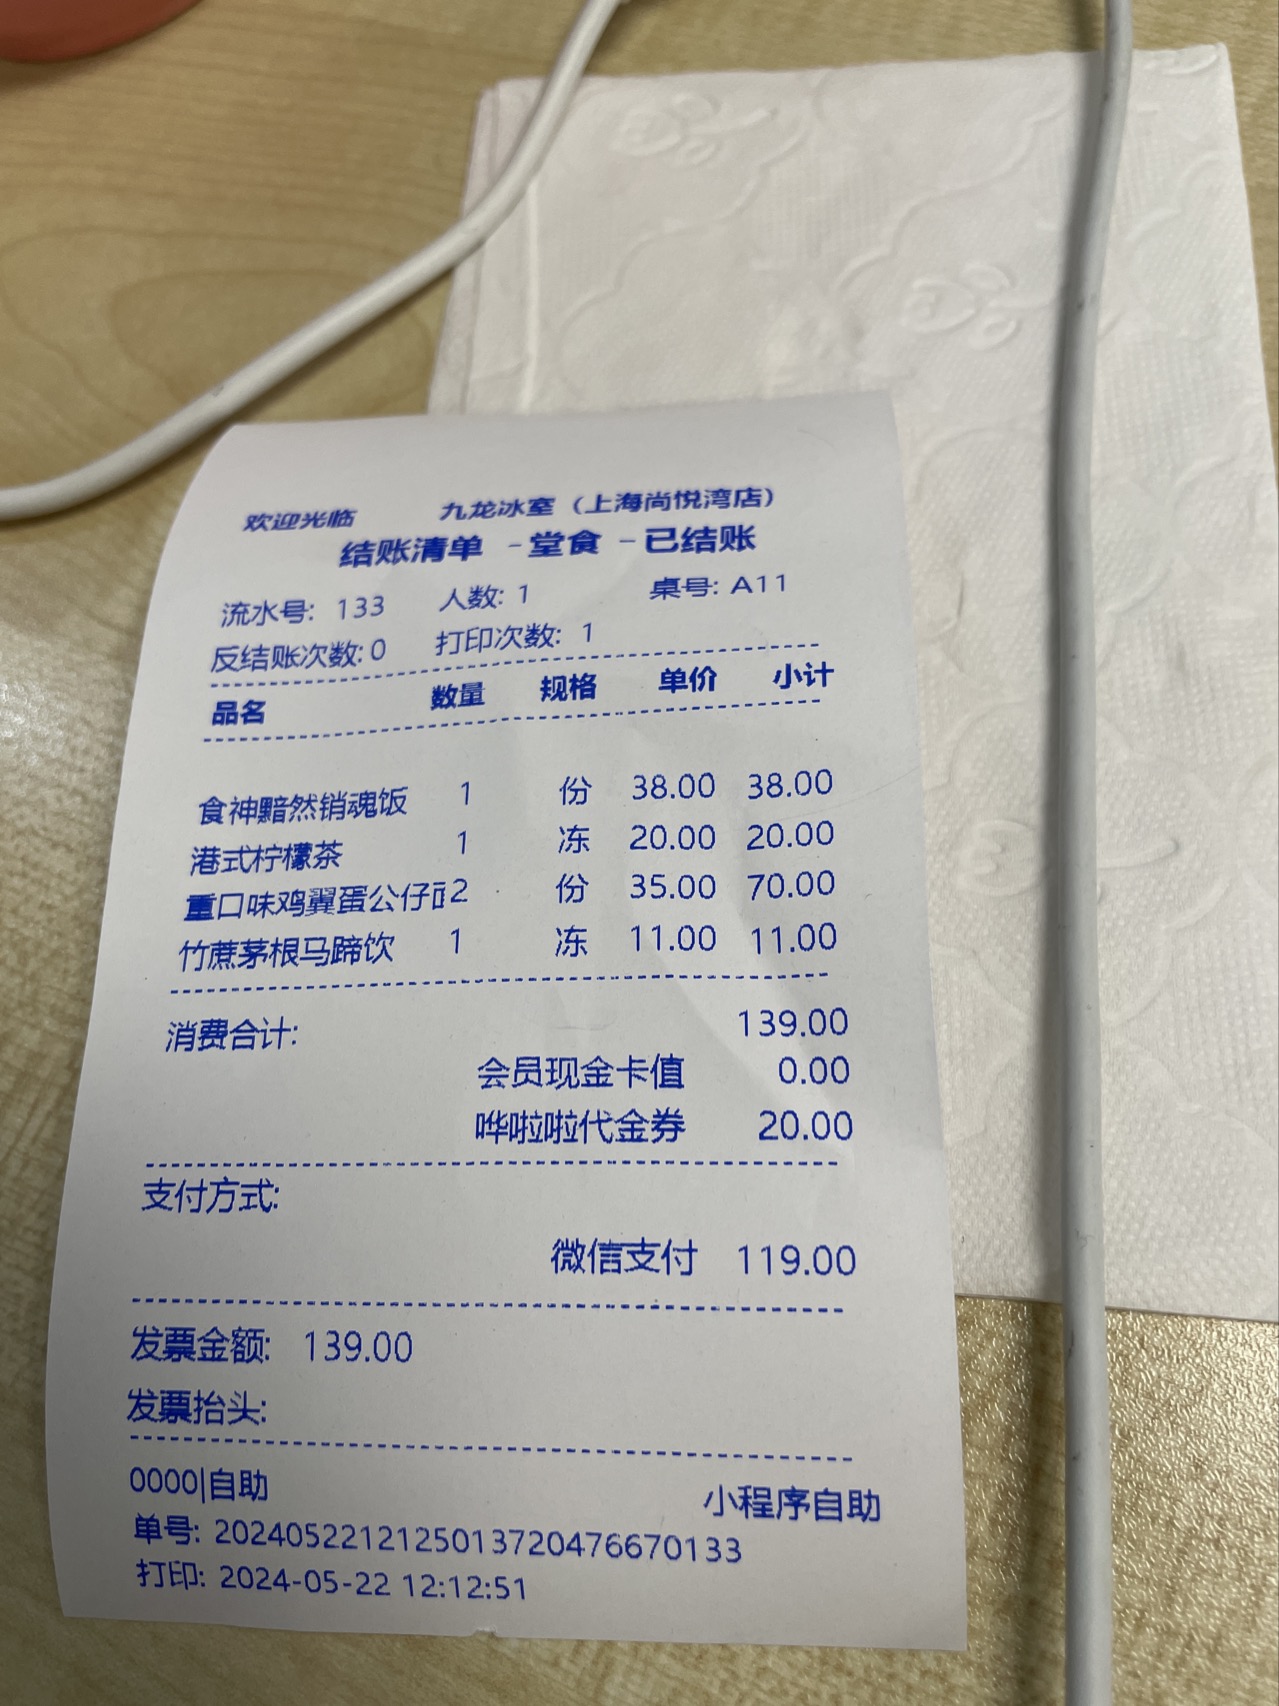 欢迎光临 九龙冰室（上海尚悦湾店）
结账清单 -堂食 -已结账
流水号: 133 人数: 1 桌号: A11
反结账次数: 0 打印次数: 1
品名 数量 规格 单价 小计
食神黯然销魂饭 1 份 38.00 38.00
港式柠檬茶 1 冻 20.00 20.00
重口味鸡翼蛋公仔面2 份 35.00 70.00
竹蔗茅根马蹄饮 1 冻 11.00 11.00
消费合计: 139.00
会员现金卡值 0.00
哗啦啦代金券 20.00
支付方式:
微信支付 119.00
发票金额: 139.00
发票抬头:
0000|自助 小程序自助
单号: 20240522121250137204766​70133
打印: 2024-05-22 12:12:51